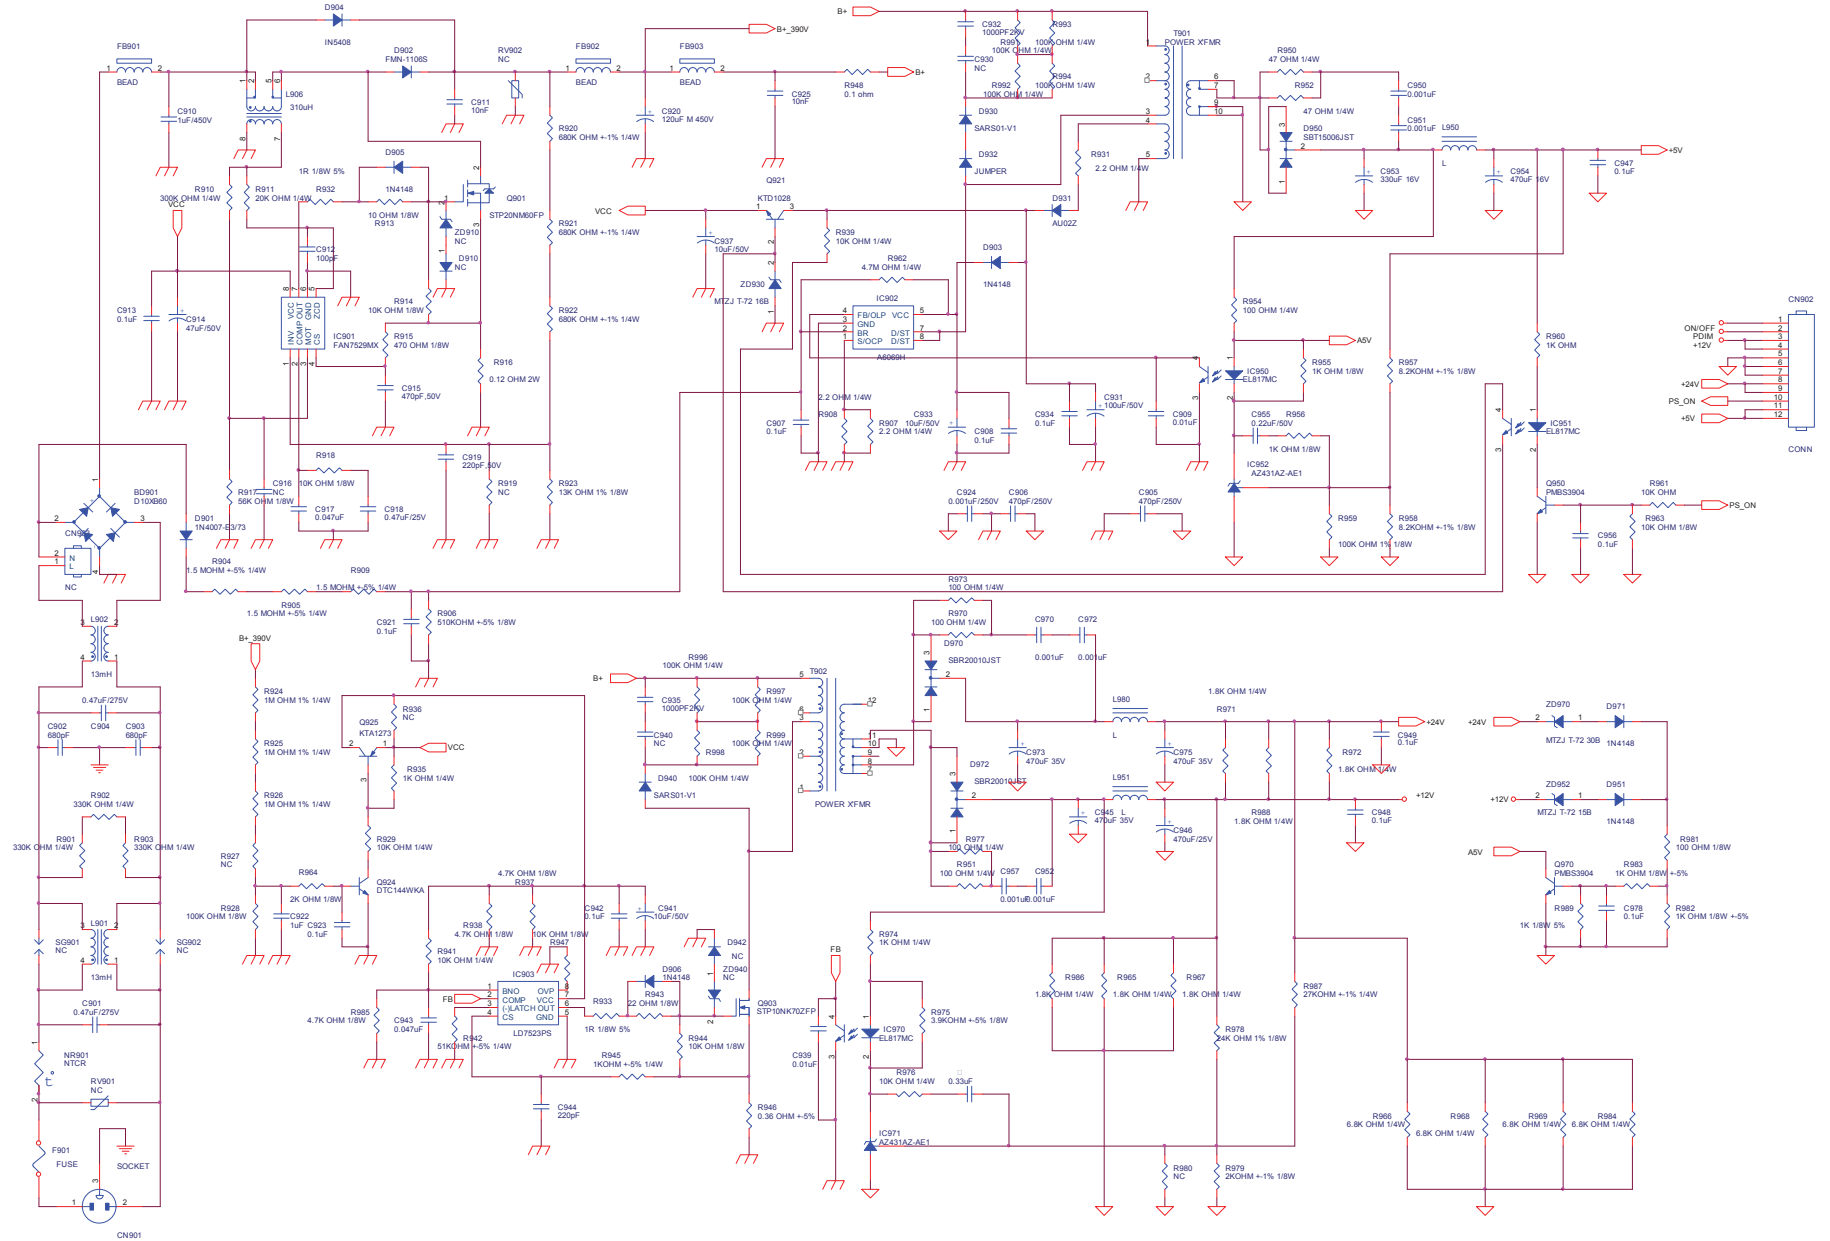 D904
IN5408
FB901
BEAD
D902
FMN-1106S
RV902
NC
FB902
BEAD
FB903
BEAD
B+_390V
B+
R948
0.1 ohm
C910
1uF/450V
L906
310uH
C911
10nF
C920
120uF M 450V
C925
10nF
R920
680K OHM +-1% 1/4W
B+
C932
1000PF2KV
R993
100K OHM 1/4W
R991
100K OHM 1/4W
C930
NC
R994
100K OHM 1/4W
R992
100K OHM 1/4W
D930
SARS01-V1
D932
JUMPER
T901
POWER X'FMR
R931
2.2 OHM 1/4W
D931
AU02Z
R950
47 OHM 1/4W
R952
47 OHM 1/4W
C950
0.001uF
C951
0.001uF
D950
SBT15006JST
L950
L
+5V
C953
330uF 16V
C954
470uF 16V
C947
0.1uF
R910
300K OHM 1/4W
R911
20K OHM 1/4W
VCC
1R 1/8W 5%
R932
D905
1N4148
10 OHM 1/8W
R913
Q901
STP20NM60FP
ZD910
NC
D910
NC
C912
100pF
R914
10K OHM 1/8W
R915
470 OHM 1/8W
C913
0.1uF
C914
47uF/50V
VCC
COMP OUT
GND
ZCD
INV
MOT
CS
IC901
FAN7529MX
C915
470pF,50V
R916
0.12 OHM 2W
R921
680K OHM +-1% 1/4W
R922
680K OHM +-1% 1/4W
R923
13K OHM 1% 1/8W
Q921
KTD1028
VCC
C937
10uF/50V
ZD930
MTZJ T-72 16B
R939
10K OHM 1/4W
R962
4.7M OHM 1/4W
D903
1N4148
IC902
FB/OLP VCC
GND
BR D/ST
S/OCP D/ST
A6069H
C907
0.1uF
2.2 OHM 1/4W
R908
R907
2.2 OHM 1/4W
C933
10uF/50V
C908
0.1uF
C934
0.1uF
C931
100uF/50V
C909
0.01uF
IC950
EL817MC
R954
100 OHM 1/4W
A5V
R955
1K OHM 1/8W
R957
8.2KOHM +-1% 1/8W
C955
0.22uF/50V
R956
1K OHM 1/8W
IC952
AZ431AZ-AE1
R959
100K OHM 1% 1/8W
R958
8.2KOHM +-1% 1/8W
R960
1K OHM
IC951
EL817MC
Q950
PMBS3904
R961
10K OHM
R963
10K OHM 1/8W
PS_ON
C956
0.1uF
CN902
ON/OFF
PDIM
+12V
+24V
PS_ON
+5V
CONN
C924
0.001uF/250V
C906
470pF/250V
C905
470pF/250V
BD901
D10XB60
N
L
NC
D901
1N4007-E3/73
R917
56K OHM 1/8W
C916
NC
R918
10K OHM 1/8W
C917
0.047uF
C918
0.47uF/25V
C919
220pF,50V
R919
NC
R904
1.5 MOHM +-5% 1/4W
R905
1.5 MOHM +-5% 1/4W
R909
1.5 MOHM +-5% 1/4W
C921
0.1uF
R906
510KOHM +-5% 1/8W
L902
13mH
0.47uF/275V
C904
C902
680pF
C903
680pF
R902
330K OHM 1/4W
R901
330K OHM 1/4W
R903
330K OHM 1/4W
L901
13mH
SG901
NC
SG902
NC
C901
0.47uF/275V
NR901
NTCR
RV901
NC
F901
FUSE
SOCKET
CN901
B+_390V
R924
1M OHM 1% 1/4W
R925
1M OHM 1% 1/4W
R926
1M OHM 1% 1/4W
R927
NC
R928
100K OHM 1/8W
C922
1uF
C923
0.1uF
R964
2K OHM 1/8W
Q924
DTC144WKA
Q925
KTA1273
R936
NC
VCC
R935
1K OHM 1/4W
R929
10K OHM 1/4W
R941
10K OHM 1/4W
R985
4.7K OHM 1/8W
C943
0.047uF
R942
51KOHM +-5% 1/4W
R938
4.7K OHM 1/8W
4.7K OHM 1/8W
R937
10K OHM 1/8W
R947
C942
0.1uF
C941
10uF/50V
FB
IC903
BNO OVP
COMP VCC
(-)LATCH OUT
CS GND
LD7523PS
R933
1R 1/8W 5%
R943
22 OHM 1/8W
D906
1N4148
D942
NC
ZD940
NC
Q903
STP10NK70ZFP
R944
10K OHM 1/8W
R945
1KOHM +-5% 1/4W
C944
220pF
R946
0.36 OHM +-5%
B+
R996
100K OHM 1/4W
C935
1000PF2KV
R997
100K OHM 1/4W
C940
NC
R998
100K OHM 1/4W
R999
100K OHM 1/4W
D940
SARS01-V1
T902
POWER X'FMR
R973
100 OHM 1/4W
R970
100 OHM 1/4W
C970
0.001uF
C972
0.001uF
D970
SBR20010JST
L980
L
C973
470uF 35V
C975
470uF 35V
1.8K OHM 1/4W
R971
R972
1.8K OHM 1/4W
R988
1.8K OHM 1/4W
+24V
C949
0.1uF
D972
SBR20010JST
L951
L
C945
470uF 35V
C946
470uF/25V
+12V
C948
0.1uF
R977
100 OHM 1/4W
R951
100 OHM 1/4W
C957
0.001uF
C952
0.001uF
+24V
ZD970
MTZJ T-72 30B
D971
1N4148
+12V
ZD952
MTZJ T-72 15B
D951
1N4148
A5V
Q970
PMBS3904
R981
100 OHM 1/8W
R983
1K OHM 1/8W +-5%
R989
1K 1/8W 5%
C978
0.1uF
R982
1K OHM 1/8W +-5%
FB
C939
0.01uF
IC970
EL817MC
R974
1K OHM 1/4W
R975
3.9KOHM +-5% 1/8W
R976
10K OHM 1/4W
0.33uF
IC971
AZ431AZ-AE1
R986
1.8K OHM 1/4W
R965
1.8K OHM 1/4W
R967
1.8K OHM 1/4W
R978
24K OHM 1% 1/8W
R987
27KOHM +-1% 1/4W
R980
NC
R979
2KOHM +-1% 1/8W
R966
6.8K OHM 1/4W
R968
6.8K OHM 1/4W
R969
6.8K OHM 1/4W
R984
6.8K OHM 1/4W